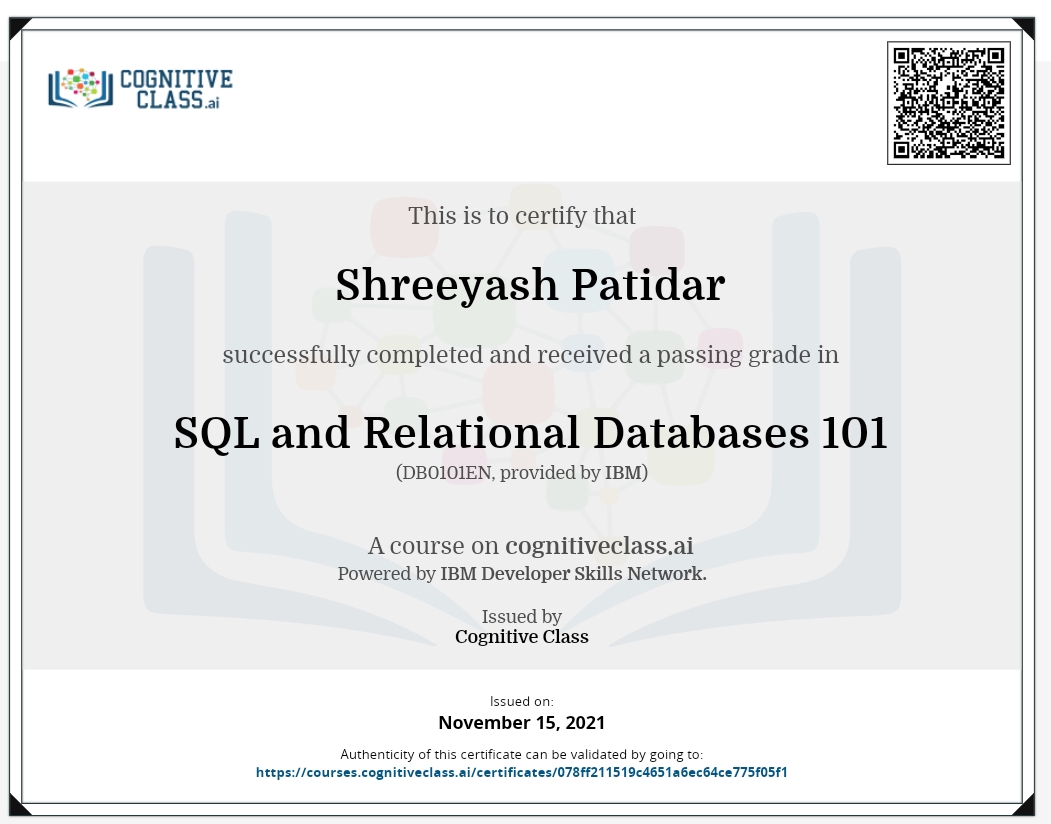 COGNITIVE
CLASS.ai
This is to certify that
Shreeyash Patidar
successfully completed and received a passing grade in
SQL and Relational Databases 101
(DB0101EN, provided by IBM)
A course on cognitiveclass.ai
Powered by IBM Developer Skills Network.
Issued by
Cognitive Class
Issued on:
November 15, 2021
Authenticity of this certificate can be validated by going to:
https://courses.cognitiveclass.ai/certificates/078ff211519c4651a6ec64ce775f05f1